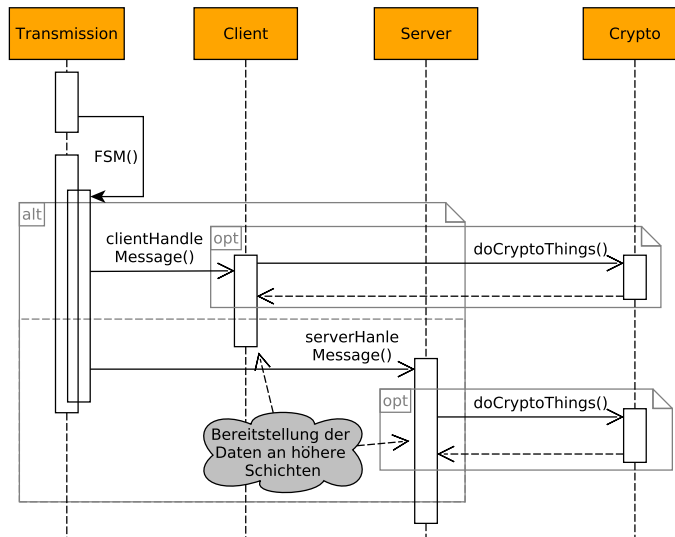 Transmission
Client
Server
Crypto
FSM()
alt
clientHandle
Message()
opt
doCryptoThings()
serverHanle
Message()
opt
doCryptoThings()
Bereitstellung der
Daten an höhere
Schichten